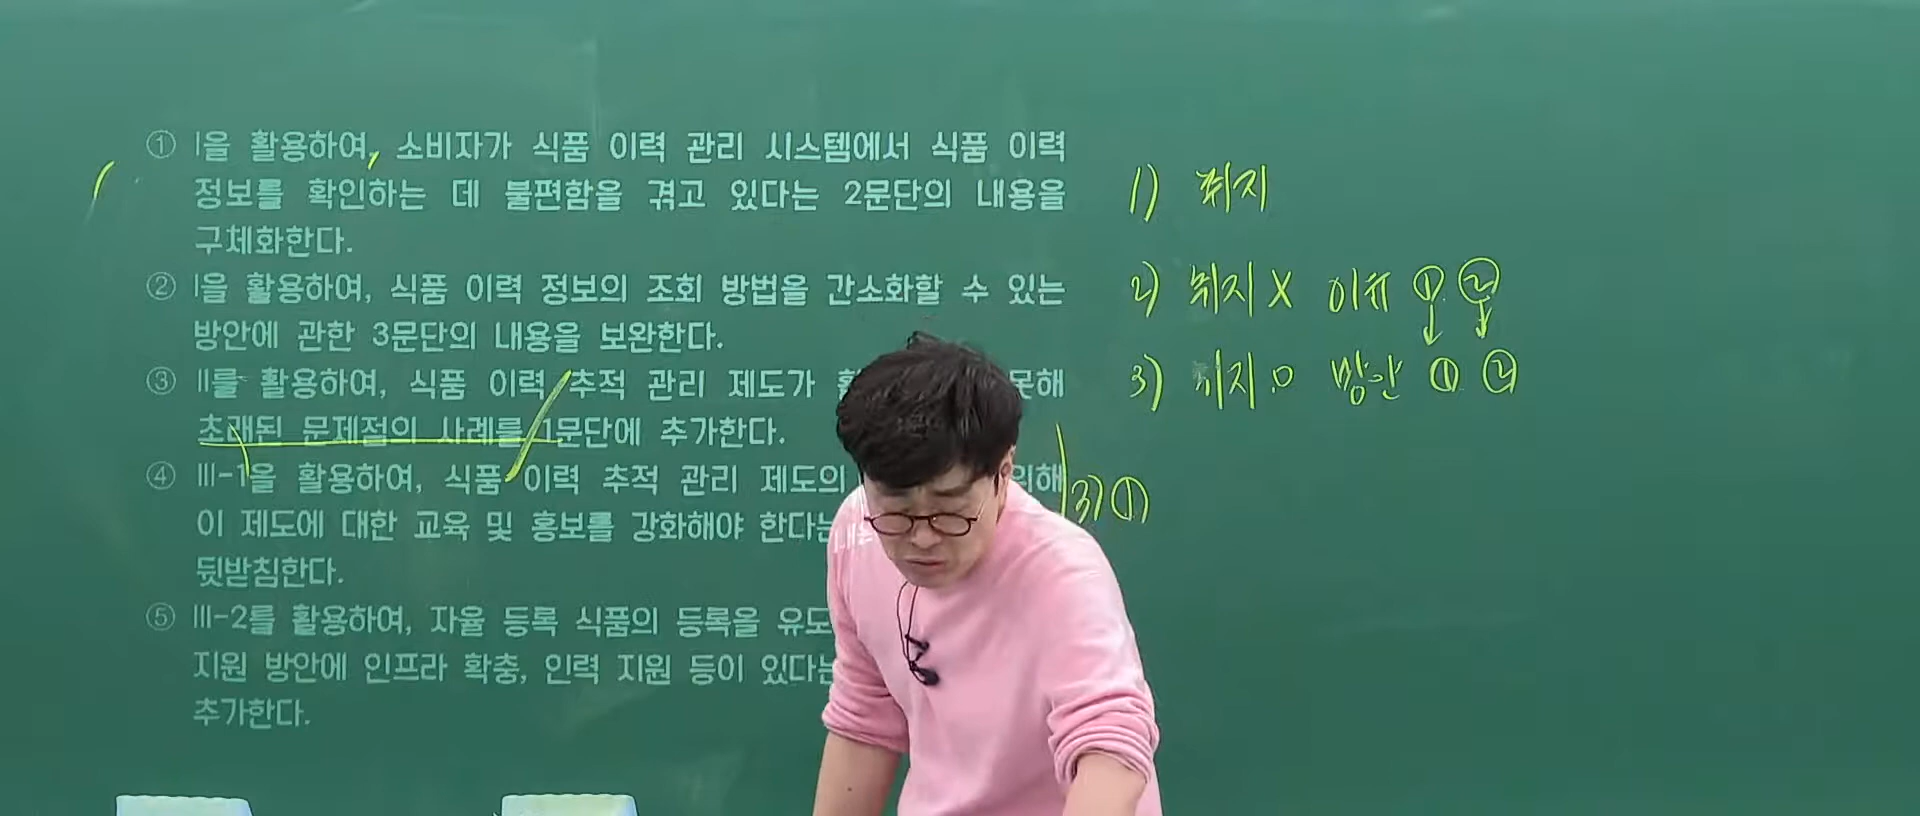 ① Ⅰ을 활용하여, 소비자가 식품 이력 관리 시스템에서 식품 이력
정보를 확인하는 데 불편함을 겪고 있다는 2문단의 내용을
구체화한다.
② Ⅰ을 활용하여, 식품 이력 정보의 조회 방법을 간소화할 수 있는
방안에 관한 3문단의 내용을 보완한다.
③ Ⅱ를 활용하여, 식품 이력 추적 관리 제도가 못해
초래된 문제점의 사례를 1문단에 추가한다.
④ Ⅲ-1을 활용하여, 식품 이력 추적 관리 제도의 위해
이 제도에 대한 교육 및 홍보를 강화해야 한다는
뒷받침한다.
⑤ Ⅲ-2를 활용하여, 자율 등록 식품의 등록을 유도
지원 방안에 인프라 확충, 인력 지원 등이 있다는
추가한다.
1) 취지
2) 취지 X 이유 ① ②
3) 취지 O 방안 ① ②
3) ①